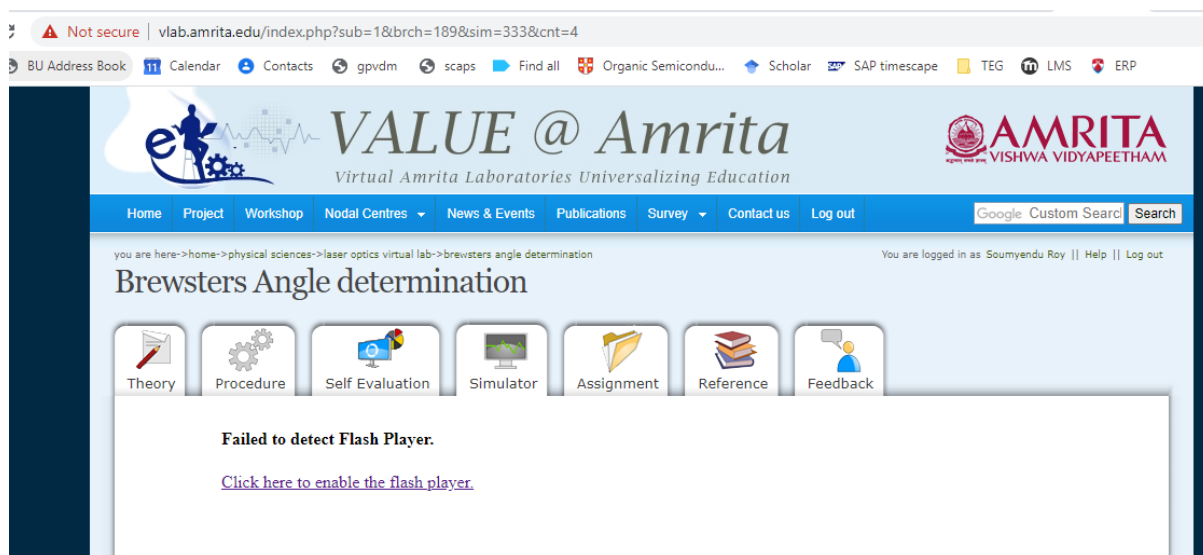 Not secure | vlab.amrita.edu/index.php?sub=1&brch=189&sim=333&cnt=4
BU Address Book 11 Calendar Contacts gpvdm scaps Find all Organic Semicondu... Scholar SAP SAP timescape TEG m LMS ERP
e VALUE @ Amrita AMRITA
VISHWA VIDYAPEETHAM
Virtual Amrita Laboratories Universalizing Education
Home Project Workshop Nodal Centres News & Events Publications Survey Contact us Log out Google Custom Searc Search
you are here->home->physical sciences->laser optics virtual lab->brewsters angle determination You are logged in as Soumyendu Roy || Help || Log out
Brewsters Angle determination
Theory Procedure Self Evaluation Simulator Assignment Reference Feedback
Failed to detect Flash Player.
Click here to enable the flash player.